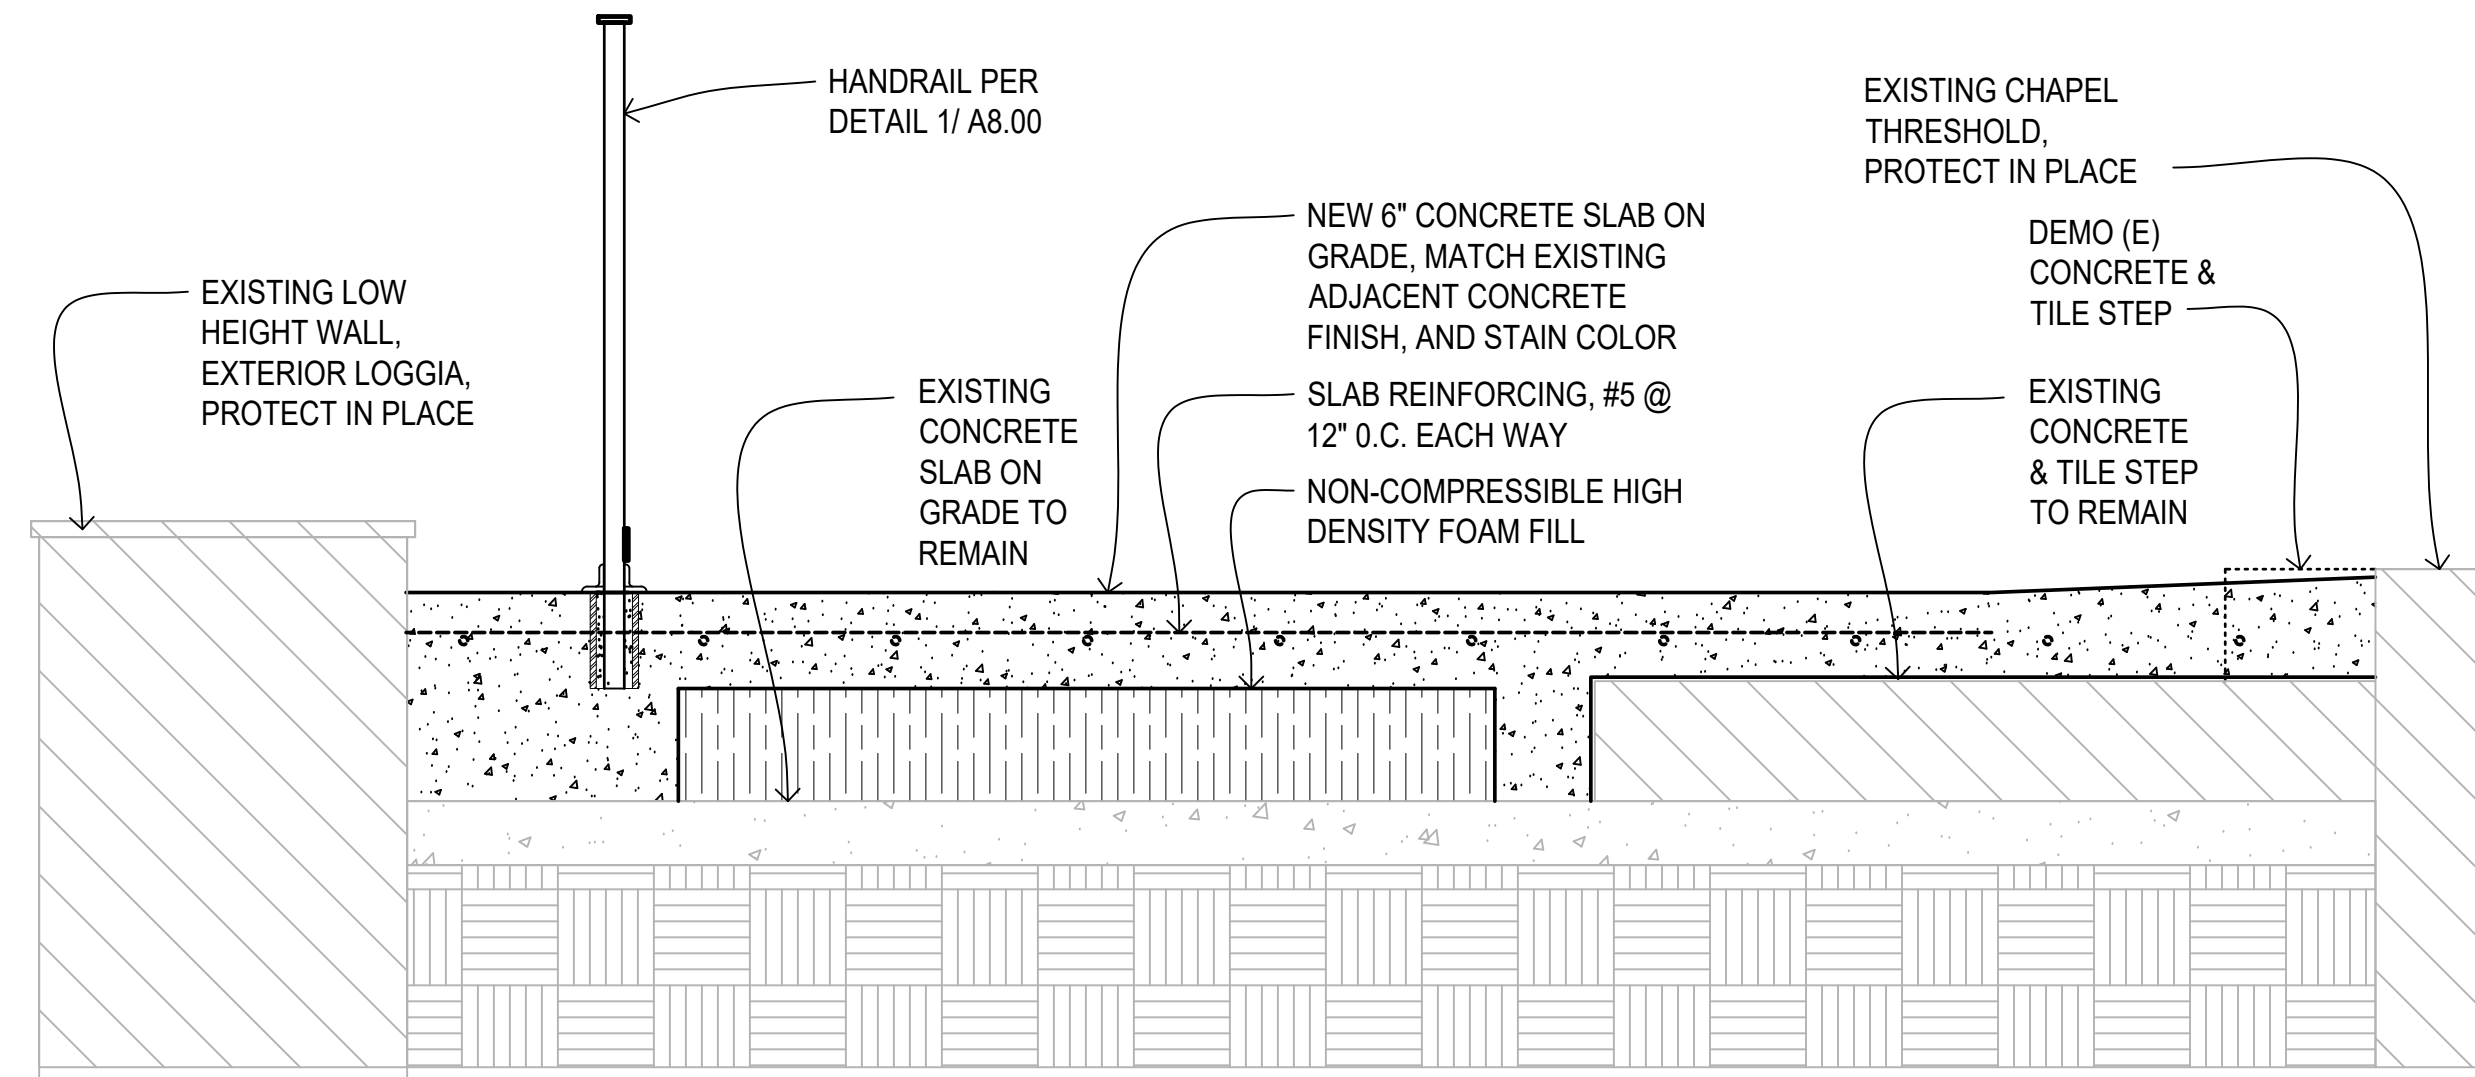 HANDRAIL PER
DETAIL 1/ A8.00
EXISTING CHAPEL
THRESHOLD,
PROTECT IN PLACE
NEW 6" CONCRETE SLAB ON
GRADE, MATCH EXISTING
ADJACENT CONCRETE
FINISH, AND STAIN COLOR
DEMO (E)
CONCRETE &
TILE STEP
EXISTING LOW
HEIGHT WALL,
EXTERIOR LOGGIA,
PROTECT IN PLACE
EXISTING
CONCRETE
SLAB ON
GRADE TO
REMAIN
SLAB REINFORCING, #5 @
12" 0.C. EACH WAY
NON-COMPRESSIBLE HIGH
DENSITY FOAM FILL
EXISTING
CONCRETE
& TILE STEP
TO REMAIN